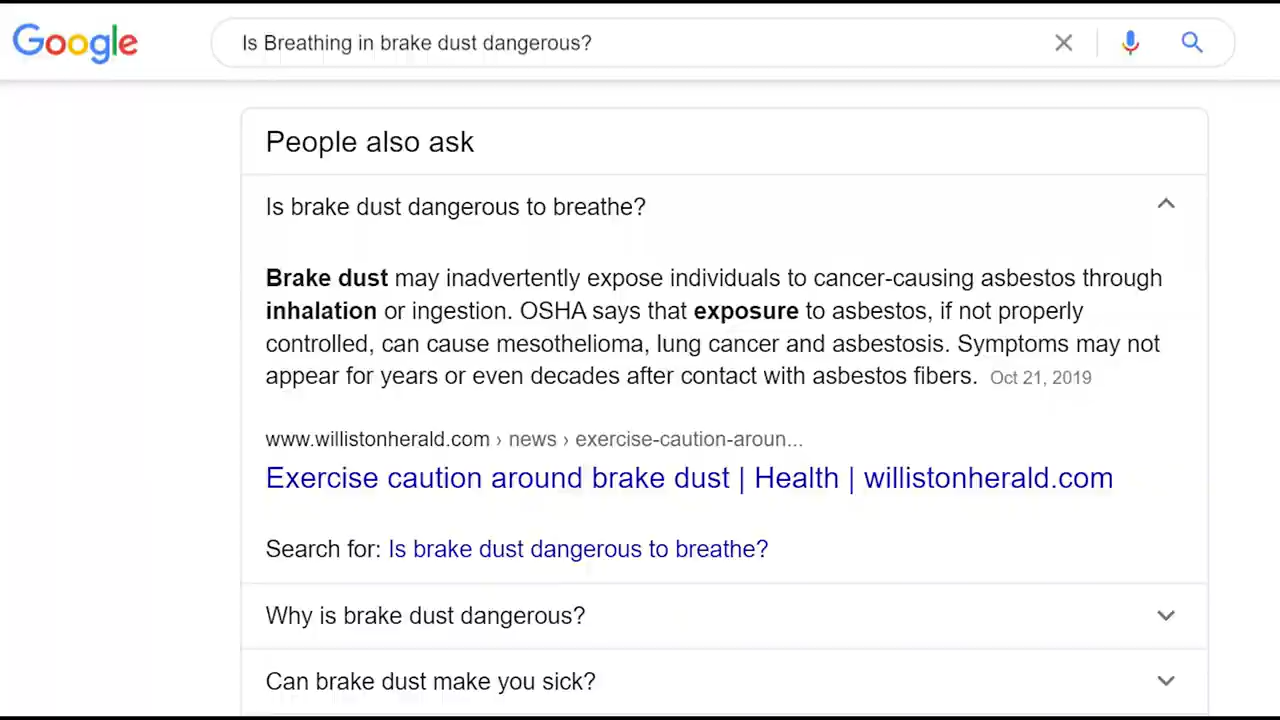 Google
Is Breathing in brake dust dangerous?
People also ask
Is brake dust dangerous to breathe?
Brake dust may inadvertently expose individuals to cancer-causing asbestos through
inhalation or ingestion. OSHA says that exposure to asbestos, if not properly
controlled, can cause mesothelioma, lung cancer and asbestosis. Symptoms may not
appear for years or even decades after contact with asbestos fibers. Oct 21, 2019
www.willistonherald.com › news › exercise-caution-aroun...
Exercise caution around brake dust | Health | willistonherald.com
Search for: Is brake dust dangerous to breathe?
Why is brake dust dangerous?
Can brake dust make you sick?